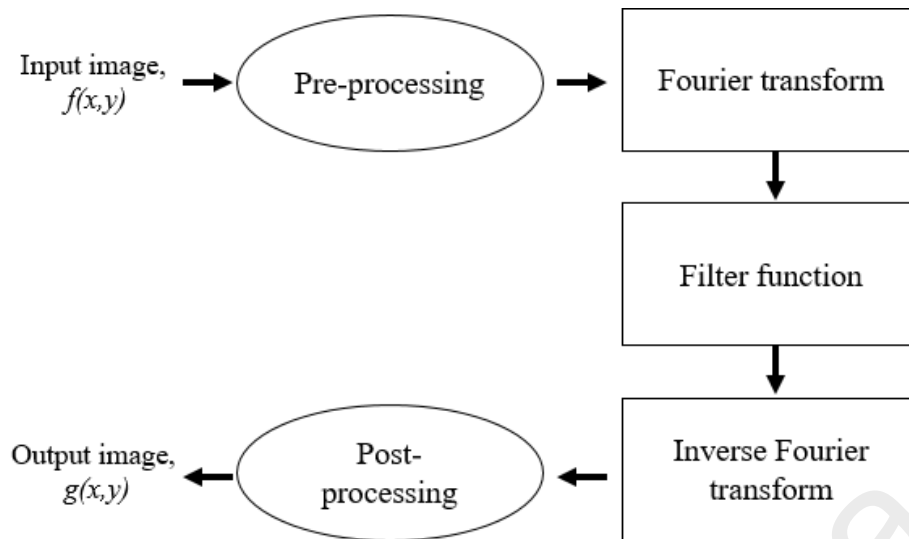 Input image,
f(x,y)
Pre-processing
Fourier transform
Filter function
Inverse Fourier
transform
Post-
processing
Output image,
g(x,y)